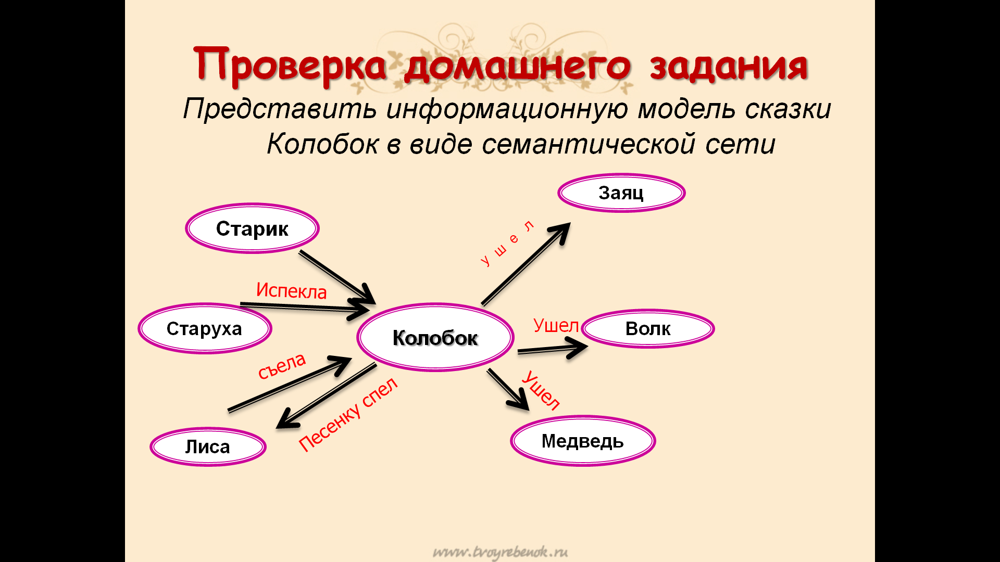 Проверка домашнего задания
Представить информационную модель сказки
Колобок в виде семантической сети
Заяц
Старик
ушел
Испекла
Старуха
Колобок
Ушел
Волк
съела
Песенку спел
Ушел
Лиса
Медведь
www.tvoyrebenok.ru